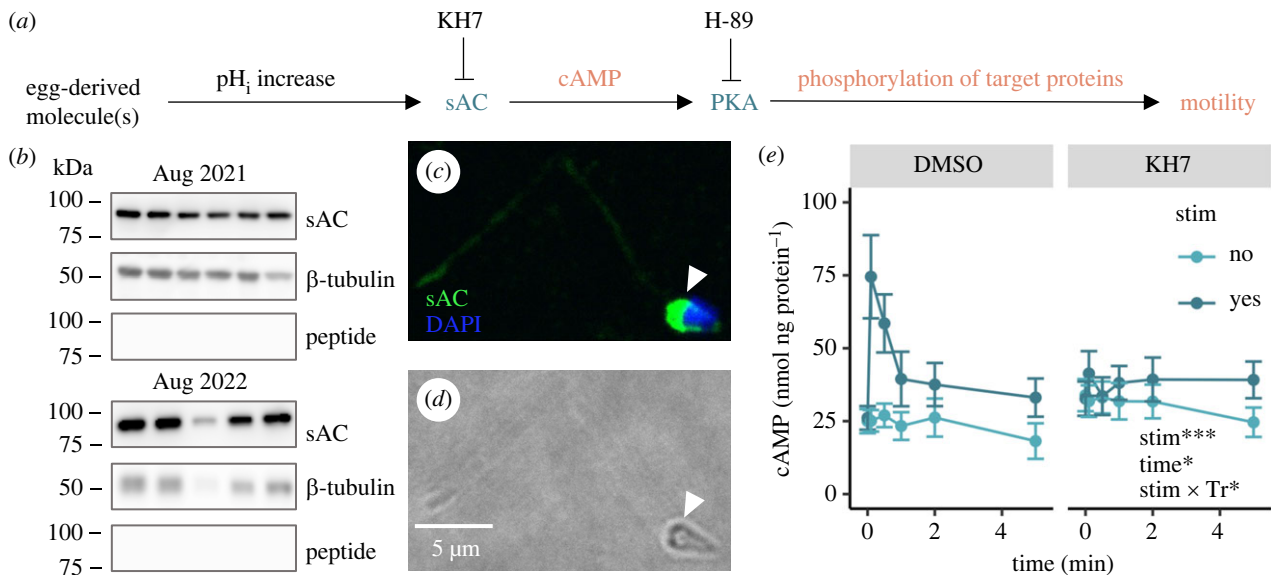 (a)
KH7
H-89
egg-derived
molecule(s)
pHi increase
sAC
cAMP
PKA
phosphorylation of target proteins
motility
(b)
kDa
Aug 2021
100
75
sAC
50
β-tubulin
100
75
peptide
Aug 2022
100
75
sAC
50
β-tubulin
100
75
peptide
(c)
sAC
DAPI
(d)
5 µm
(e)
DMSO
KH7
cAMP (nmol ng protein−1)
100
75
50
25
0
stim
no
yes
stim***
time*
stim × Tr*
0 2 4
0 2 4
time (min)